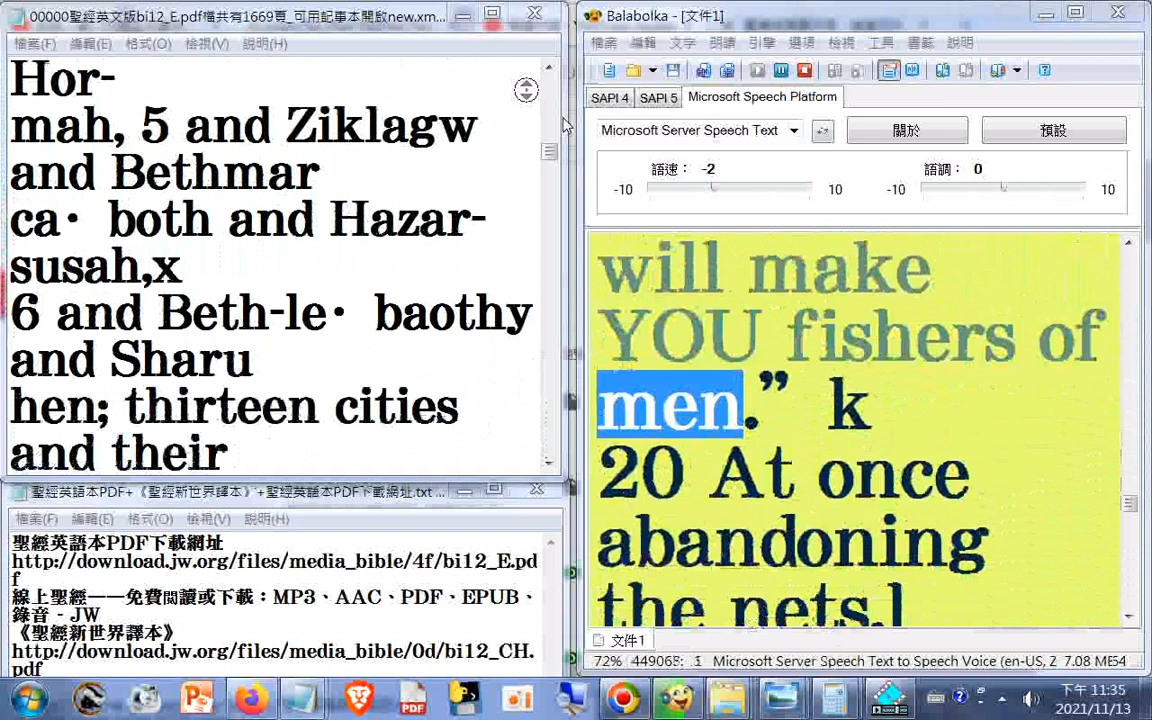 00000聖經英文版bi12_E.pdf檔共有1669頁_可用記事本開啟new.xm...
檔案(F) 編輯(E) 格式(O) 檢視(V) 說明(H)
Hor-
mah, 5 and Ziklagw
and Bethmar
ca· both and Hazar-
susah,x
6 and Beth-le· baothy
and Sharu
hen; thirteen cities
and their
聖經英語本PDF+《聖經新世界譯本》+聖經英語本PDF下載網址.txt ...
檔案(F) 編輯(E) 格式(O) 檢視(V) 說明(H)
聖經英語本PDF下載網址
http://download.jw.org/files/media_bible/4f/bi12_E.pd
f
線上聖經──免費閱讀或下載：MP3、AAC、PDF、EPUB、
錄音 - JW
《聖經新世界譯本》
http://download.jw.org/files/media_bible/0d/bi12_CH.
pdf
Balabolka - [文件1]
檔案 編輯 文字 朗讀 引擎 選項 檢視 工具 書籤 說明
SAPI 4 SAPI 5 Microsoft Speech Platform
Microsoft Server Speech Text 關於 預設
語速： -2 語調： 0
-10 10 -10 10
will make
YOU fishers of
men.” k
20 At once
abandoning
the nets,l
文件1
72% 449068: 1 Microsoft Server Speech Text to Speech Voice (en-US, Z 7.08 ME54
下午 11:35
2021/11/13